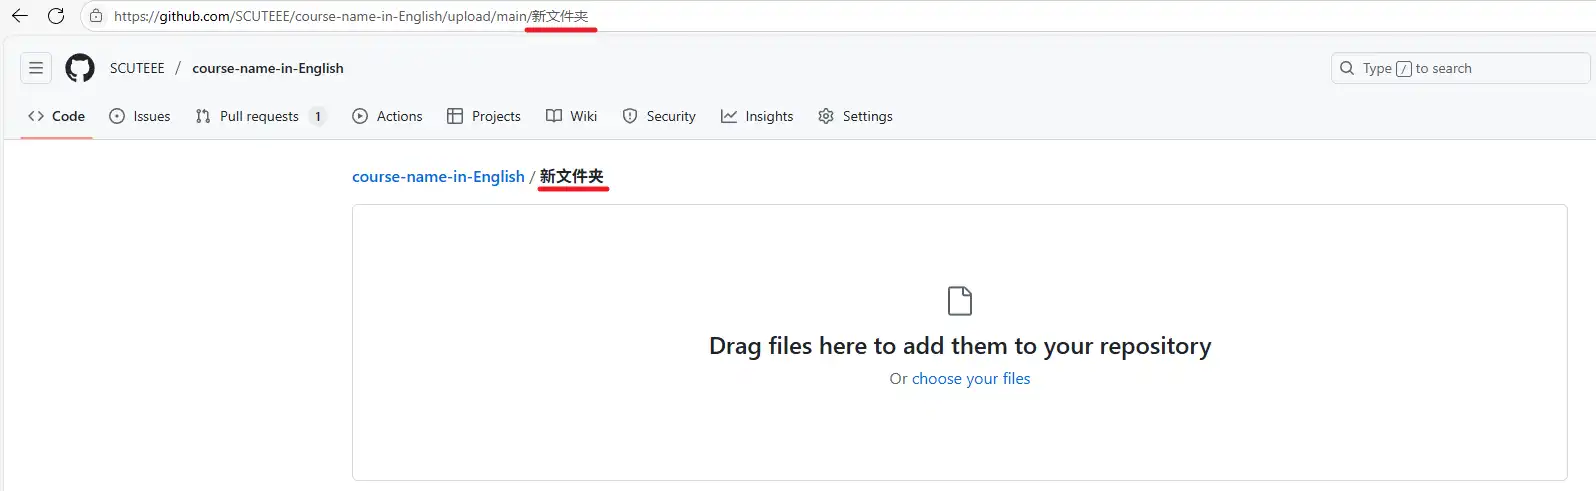 https://github.com/SCUTEEE/course-name-in-English/upload/main/新文件夹
SCUTEEE / course-name-in-English
Type / to search
Code Issues Pull requests 1 Actions Projects Wiki Security Insights Settings
course-name-in-English / 新文件夹
Drag files here to add them to your repository
Or choose your files